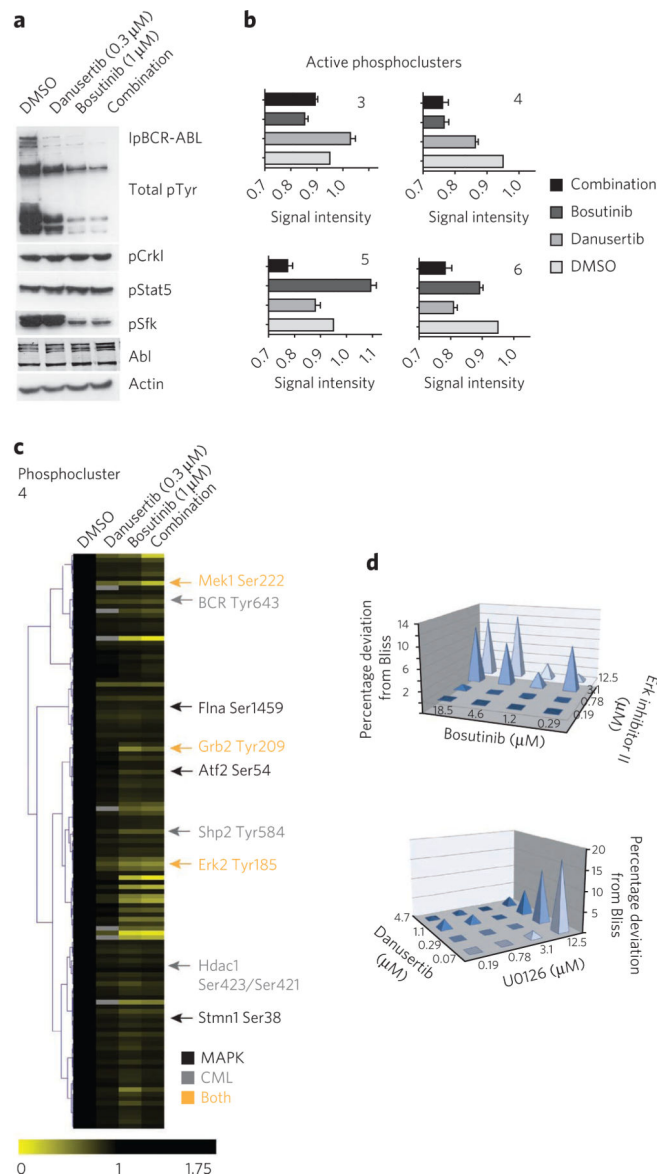 a
DMSO
Danusertib (0.3 µM)
Bosutinib (1 µM)
Combination
IpBCR-ABL
Total pTyr
pCrkl
pStat5
pSfk
Abl
Actin
b
Active phosphoclusters
3
0.7 0.8 0.9 1.0
Signal intensity
4
0.7 0.8 0.9 1.0
Signal intensity
5
0.7 0.8 0.9 1.0 1.1
Signal intensity
6
0.7 0.8 0.9 1.0
Signal intensity
Combination
Bosutinib
Danusertib
DMSO
c
Phosphocluster
4
DMSO
Danusertib (0.3 µM)
Bosutinib (1 µM)
Combination
Mek1 Ser222
BCR Tyr643
Flna Ser1459
Grb2 Tyr209
Atf2 Ser54
Shp2 Tyr584
Erk2 Tyr185
Hdac1
Ser423/Ser421
Stmn1 Ser38
MAPK
CML
Both
0 1 1.75
d
Percentage deviation
from Bliss
14
12
10
8
6
4
2
18.5 4.6 1.2 0.29
Bosutinib (µM)
12.5
3.1
0.78
0.19
Erk inhibitor II
(µM)
20
15
10
5
Percentage deviation
from Bliss
4.7
1.1
0.29
0.07
Danusertib
(µM)
0.19 0.78 3.1 12.5
U0126 (µM)